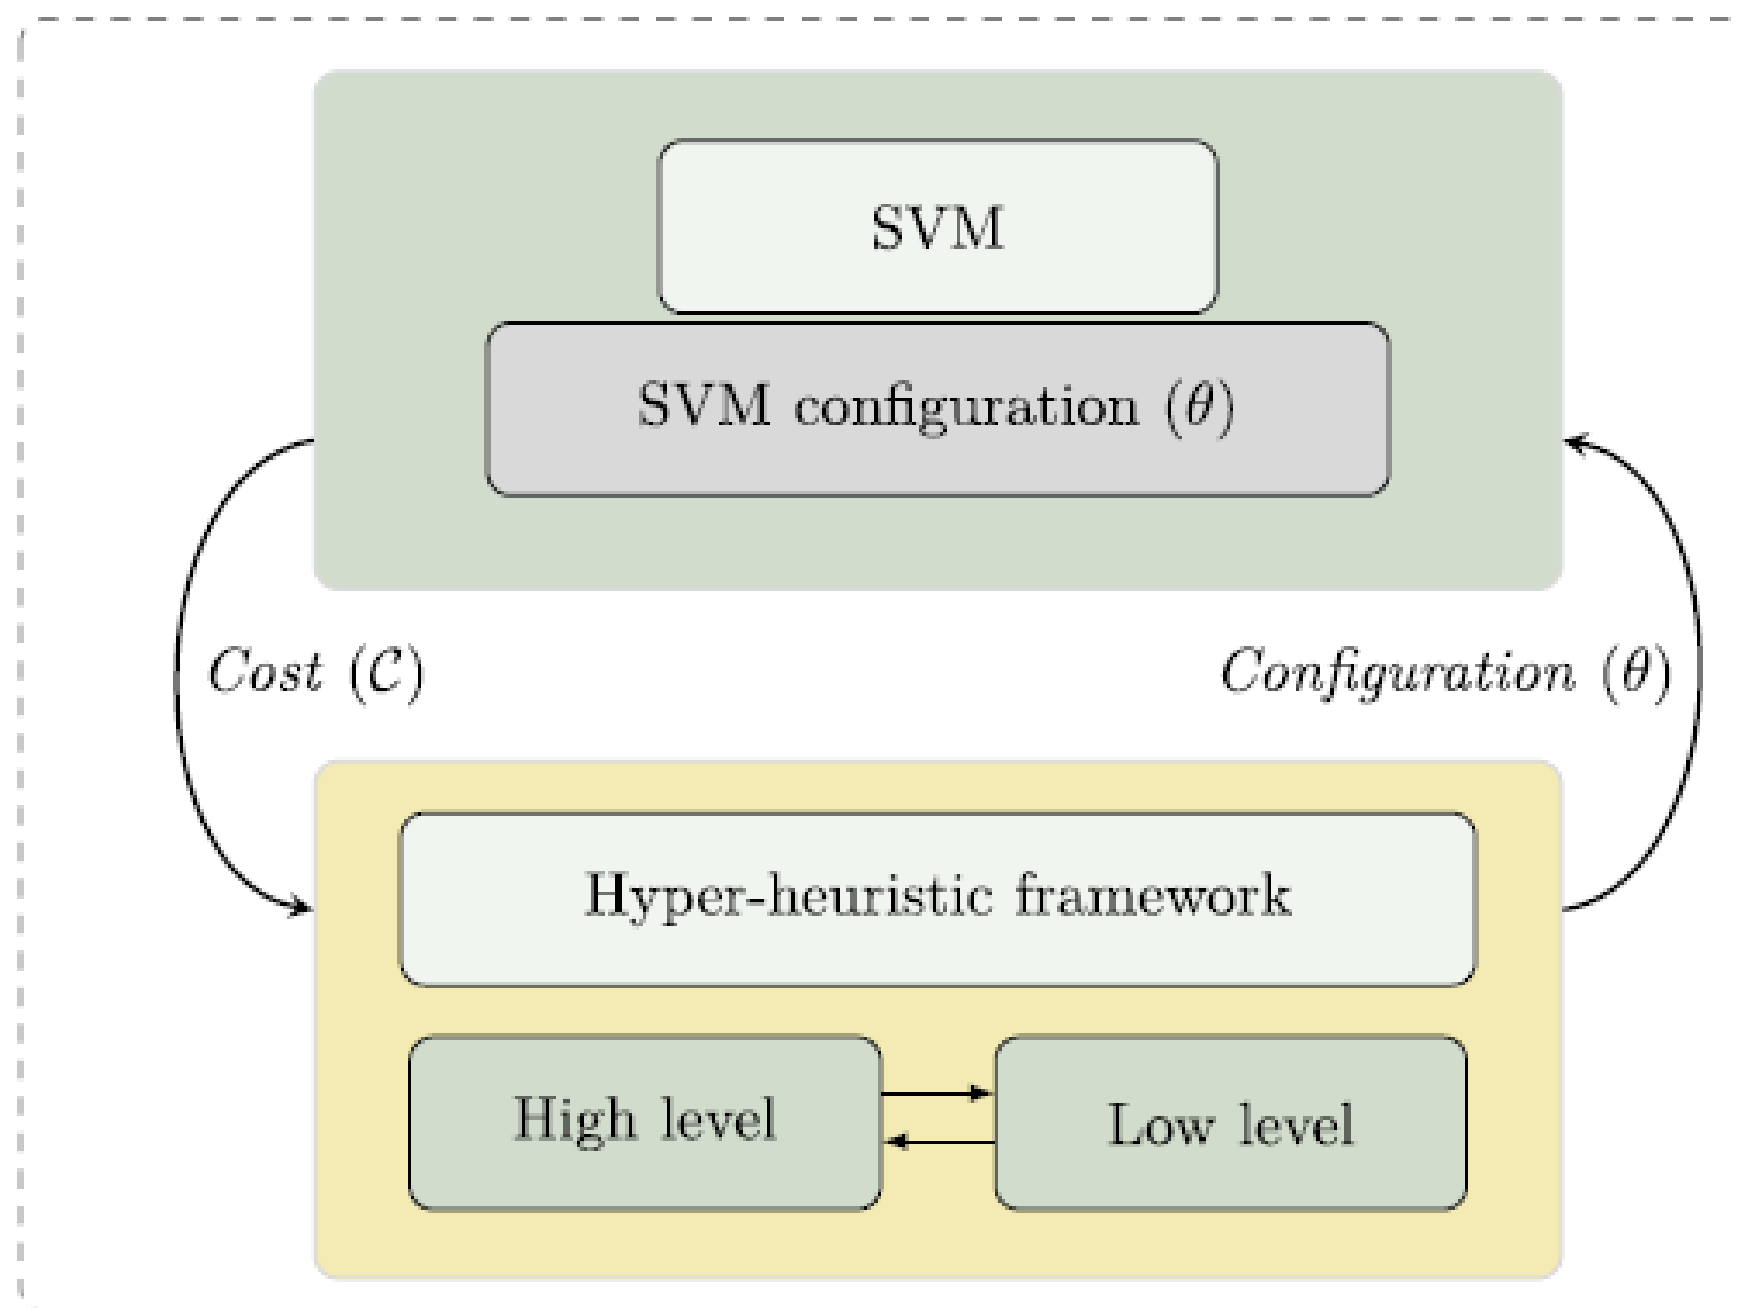 SVM
SVM configuration (θ)
Cost (𝒞)
Configuration (θ)
Hyper-heuristic framework
High level
Low level